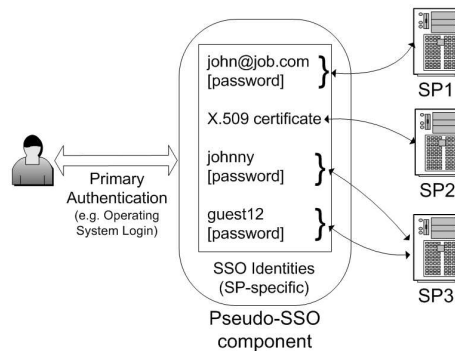 john@job.com
[password]
X.509 certificate
johnny
[password]
guest12
[password]
SSO Identities
(SP-specific)
Pseudo-SSO
component
Primary
Authentication
(e.g. Operating
System Login)
SP1
SP2
SP3